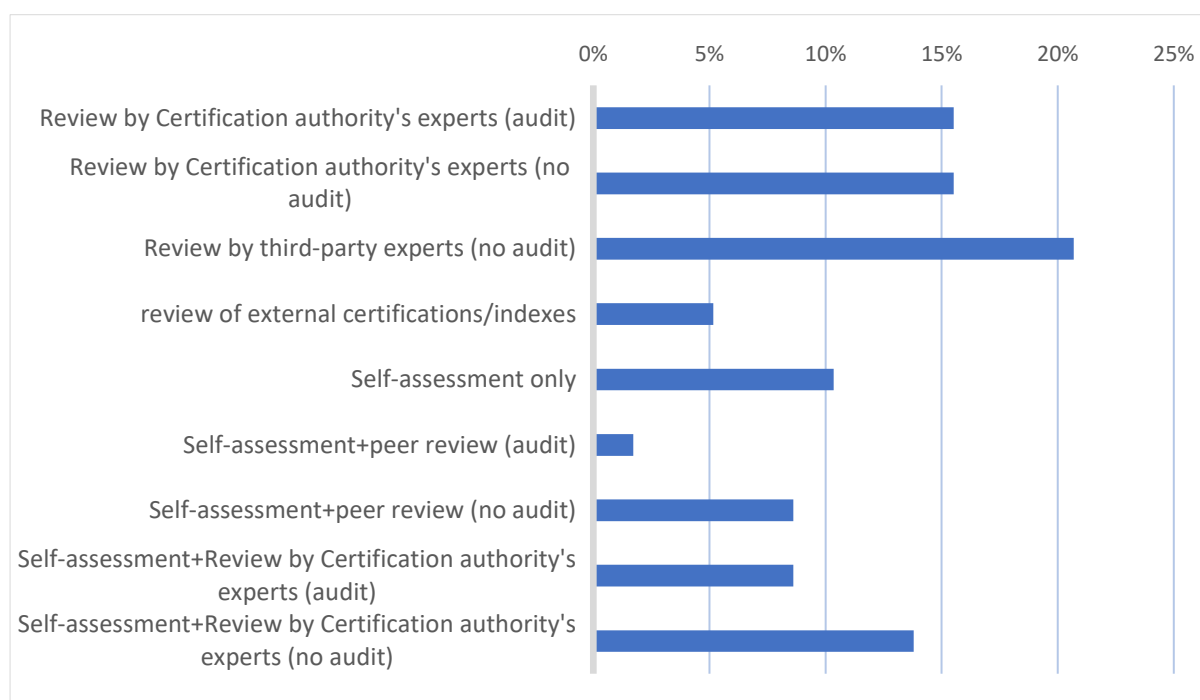 0% 5% 10% 15% 20% 25%
Review by Certification authority's experts (audit)
Review by Certification authority's experts (no
audit)
Review by third-party experts (no audit)
review of external certifications/indexes
Self-assessment only
Self-assessment+peer review (audit)
Self-assessment+peer review (no audit)
Self-assessment+Review by Certification authority's
experts (audit)
Self-assessment+Review by Certification authority's
experts (no audit)